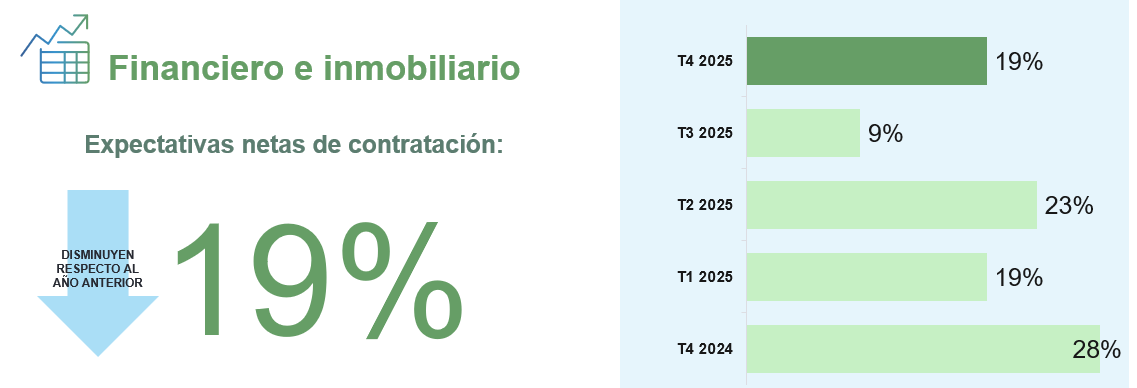 Financiero e inmobiliario
Expectativas netas de contratación:
DISMINUYEN
RESPECTO AL
AÑO ANTERIOR
19%
T4 2025 19%
T3 2025 9%
T2 2025 23%
T1 2025 19%
T4 2024 28%